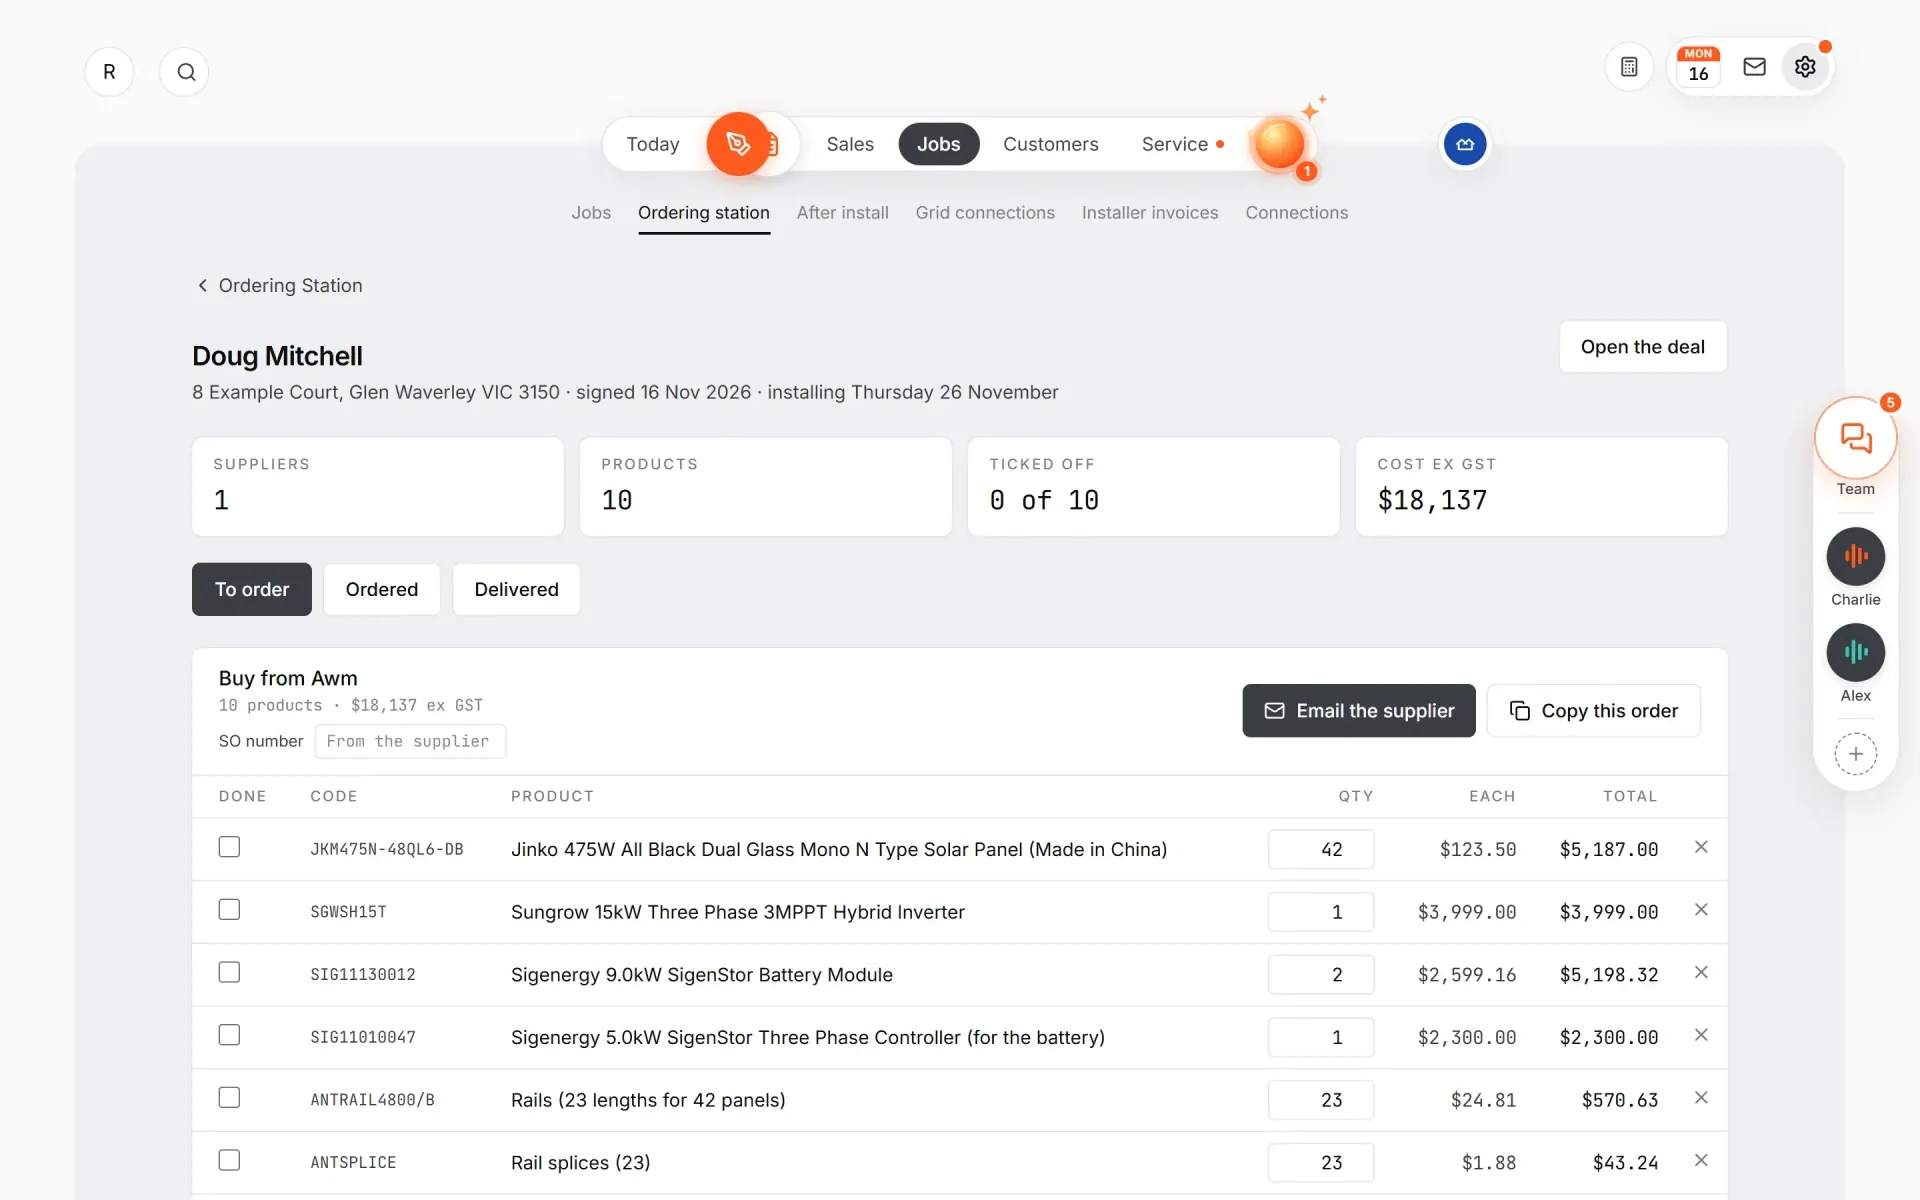 R
MON
16
Today
Sales
Jobs
Customers
Service
1
Jobs
Ordering station
After install
Grid connections
Installer invoices
Connections
Ordering Station
Doug Mitchell
Open the deal
8 Example Court, Glen Waverley VIC 3150 · signed 16 Nov 2026 · installing Thursday 26 November
5
Team
Charlie
Alex
SUPPLIERS
1
PRODUCTS
10
TICKED OFF
0 of 10
COST EX GST
$18,137
To order
Ordered
Delivered
Buy from Awm
10 products · $18,137 ex GST
SO number From the supplier
Email the supplier
Copy this order
DONE CODE PRODUCT QTY EACH TOTAL
JKM475N-48QL6-DB Jinko 475W All Black Dual Glass Mono N Type Solar Panel (Made in China) 42 $123.50 $5,187.00
SGWSH15T Sungrow 15kW Three Phase 3MPPT Hybrid Inverter 1 $3,999.00 $3,999.00
SIG11130012 Sigenergy 9.0kW SigenStor Battery Module 2 $2,599.16 $5,198.32
SIG11010047 Sigenergy 5.0kW SigenStor Three Phase Controller (for the battery) 1 $2,300.00 $2,300.00
ANTRAIL4800/B Rails (23 lengths for 42 panels) 23 $24.81 $570.63
ANTSPLICE Rail splices (23) 23 $1.88 $43.24